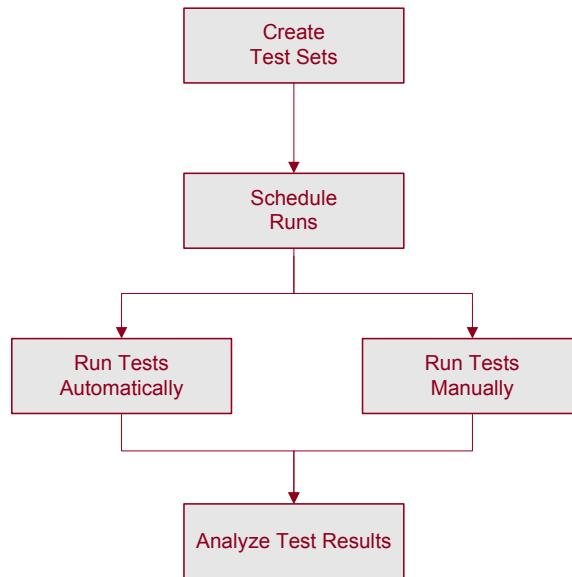 Create
Test Sets
Schedule
Runs
Run Tests
Automatically
Run Tests
Manually
Analyze Test Results